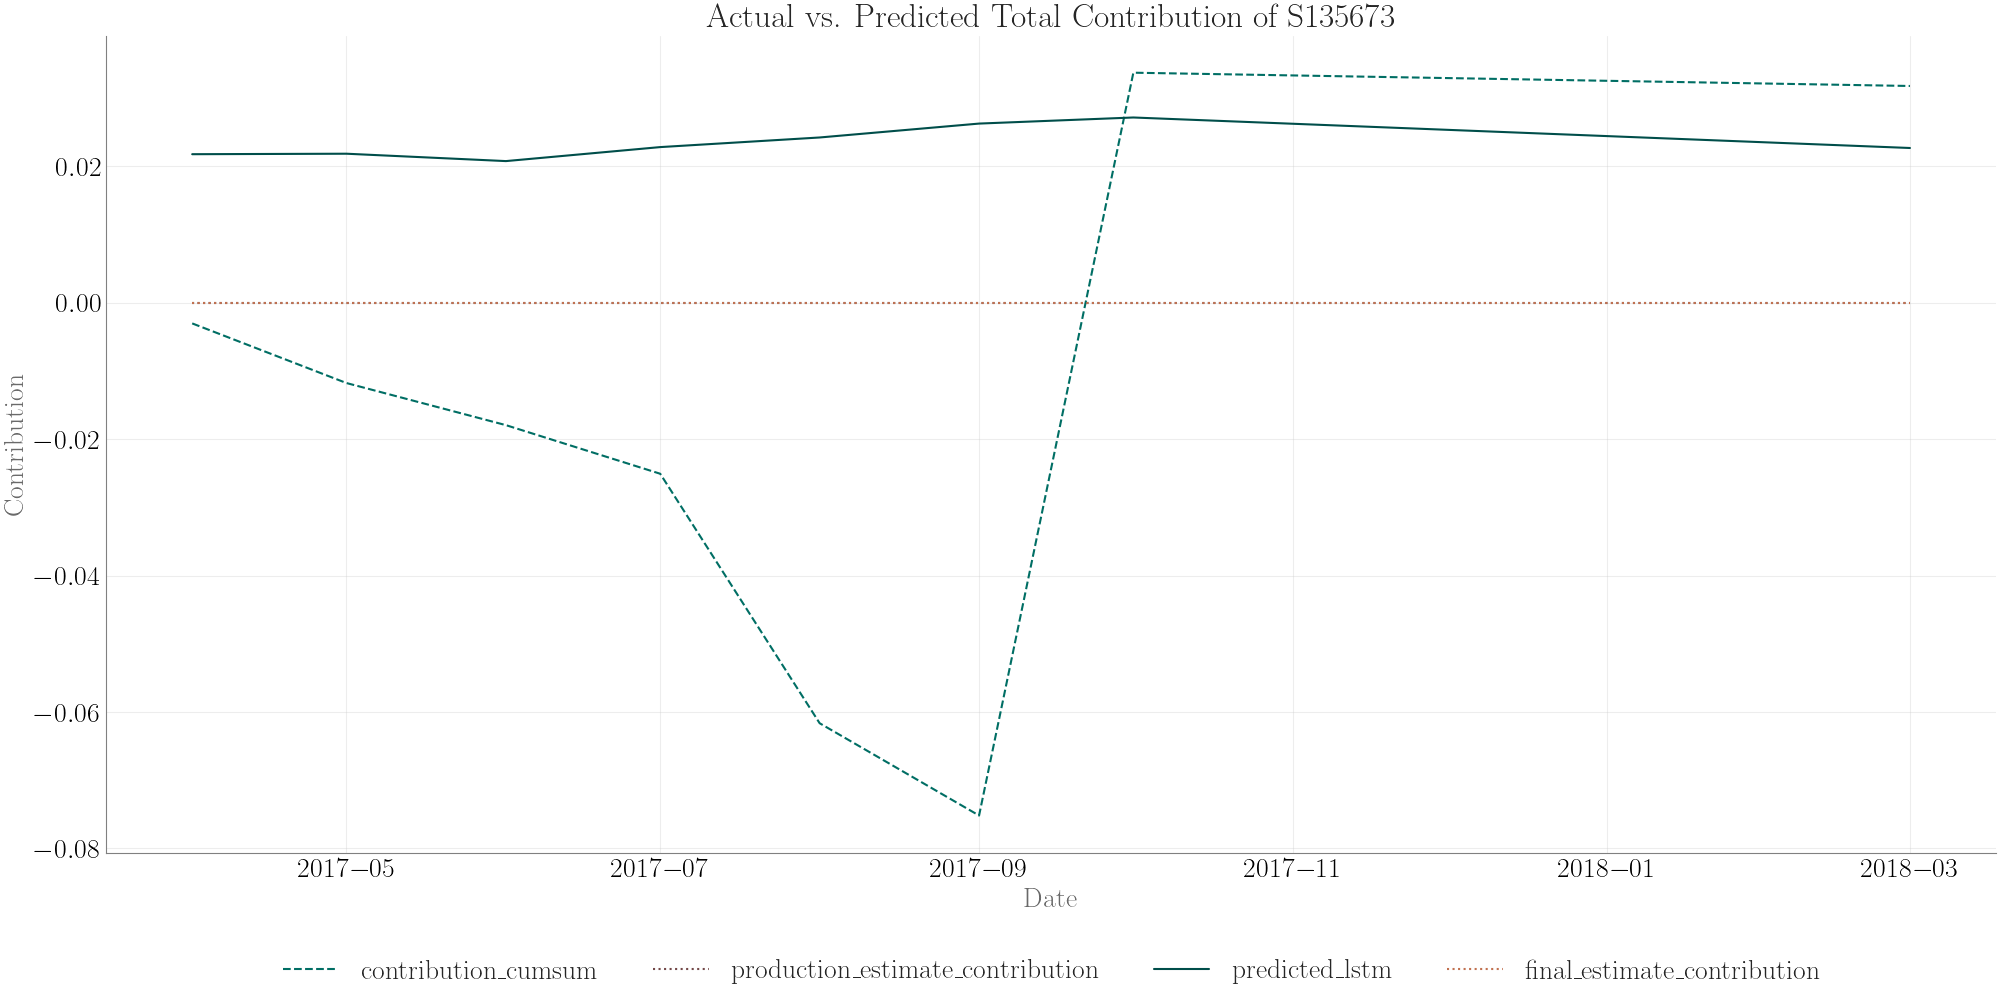 Actual vs. Predicted Total Contribution of S135673
Contribution
0.02
0.00
−0.02
−0.04
−0.06
−0.08
2017−05 2017−07 2017−09 2017−11 2018−01 2018−03
Date
contribution_cumsum production_estimate_contribution predicted_lstm final_estimate_contribution